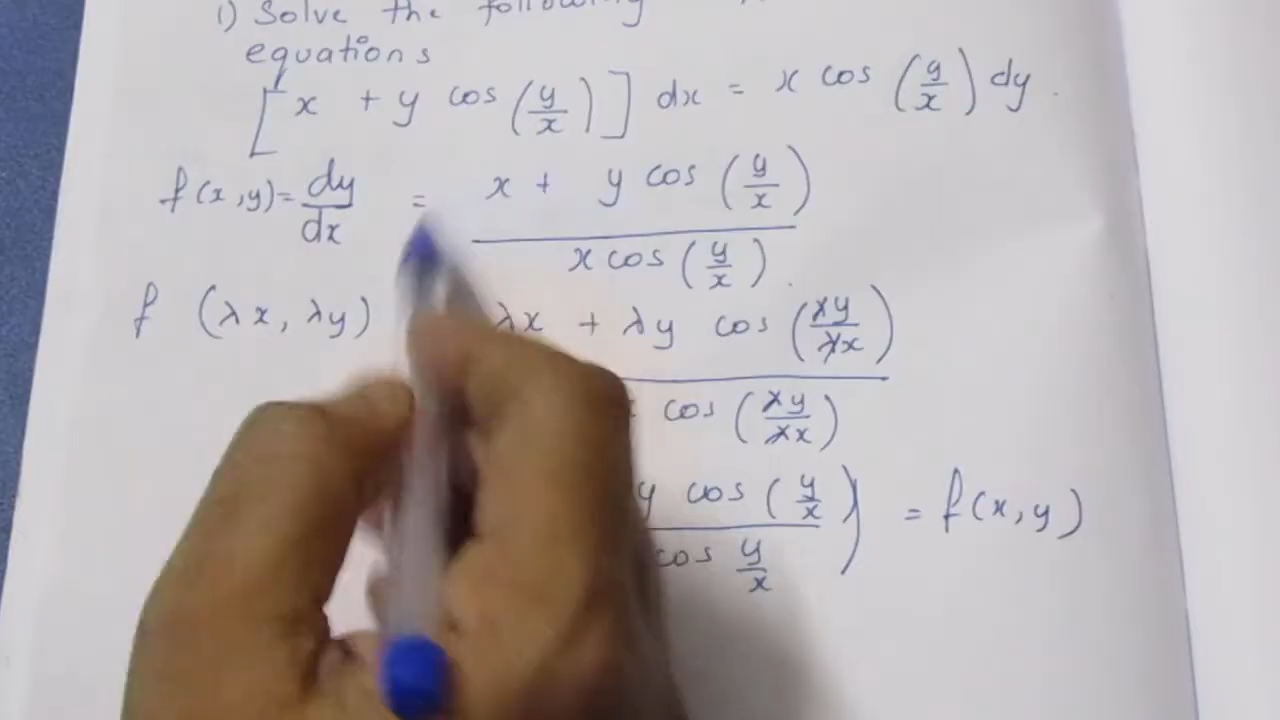 1) Solve the following
equations
[x + y cos (y/x)] dx = x cos (y/x) dy.
f(x,y) = dy/dx = x + y cos (y/x) / x cos (y/x).
f (λx, λy) λx + λy cos (λy/λx) / cos (λy/λx)
y cos (y/x) / cos y/x ) = f(x,y)